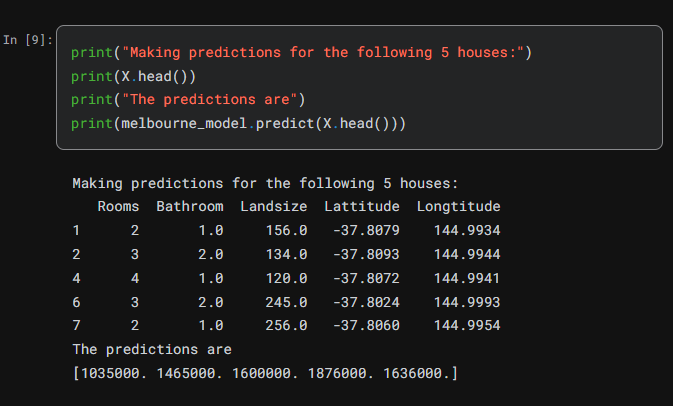 In [9]:
print("Making predictions for the following 5 houses:")
print(X.head())
print("The predictions are")
print(melbourne_model.predict(X.head()))
Making predictions for the following 5 houses:
   Rooms  Bathroom  Landsize  Lattitude  Longtitude
1      2       1.0     156.0   -37.8079    144.9934
2      3       2.0     134.0   -37.8093    144.9944
4      4       1.0     120.0   -37.8072    144.9941
6      3       2.0     245.0   -37.8024    144.9993
7      2       1.0     256.0   -37.8060    144.9954
The predictions are
[1035000. 1465000. 1600000. 1876000. 1636000.]